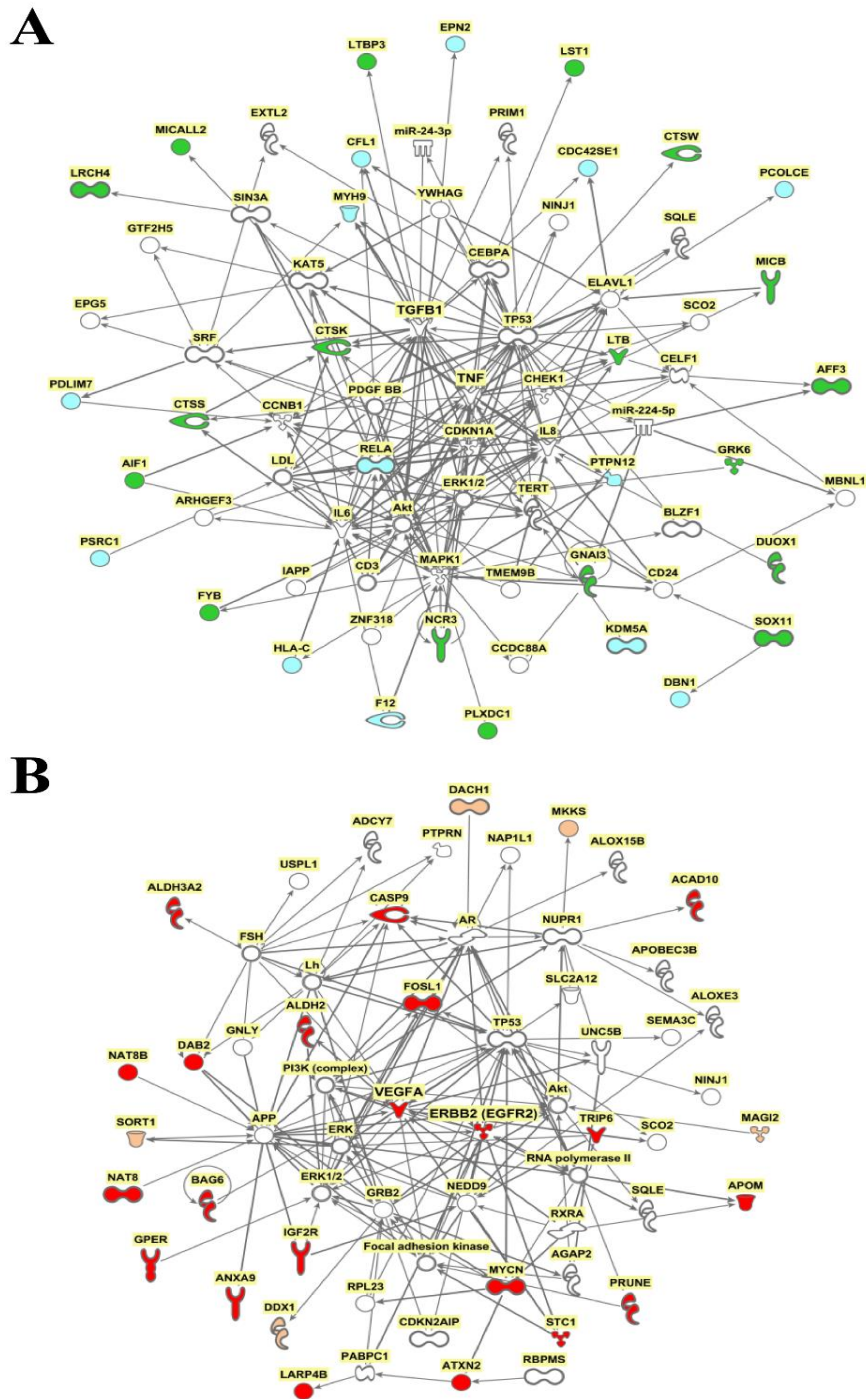 A
EPN2
LTBP3
LST1
EXTL2
PRIM1
miR-24-3p
MICALL2
CFL1
CDC42SE1
CTSW
LRCH4
PCOLCE
SIN3A
MYH9
YWHAG
NINJ1
SQLE
GTF2H5
CEBPA
KAT5
ELAVL1
MICB
EPG5
TGFB1
TP53
SCO2
SRF
CTSK
LTB
CELF1
AFF3
PDLIM7
TNF
CHEK1
CTSS
CCNB1
PDGF BB
miR-224-5p
CDKN1A
IL8
RELA
GRK6
AIF1
LDL
PTPN12
MBNL1
ARHGEF3
ERK1/2
TERT
IL6
Akt
BLZF1
PSRC1
DUOX1
GNAI3
IAPP
CD3
MAPK1
TMEM9B
CD24
FYB
ZNF318
NCR3
KDM5A
SOX11
HLA-C
CCDC88A
DBN1
F12
PLXDC1
B
DACH1
MKKS
ADCY7
PTPRN
NAP1L1
ALOX15B
USPL1
ALDH3A2
CASP9
ACAD10
AR
NUPR1
FSH
APOBEC3B
Lh
FOSL1
SLC2A12
ALOXE3
ALDH2
TP53
SEMA3C
GNLY
UNC5B
NAT8B
DAB2
PI3K (complex)
VEGFA
Akt
NINJ1
ERBB2 (EGFR2)
TRIP6
MAGI2
SORT1
APP
ERK
SCO2
RNA polymerase II
NAT8
BAG6
ERK1/2
GRB2
NEDD9
SQLE
APOM
RXRA
GPER
IGF2R
Focal adhesion kinase
AGAP2
ANXA9
MYCN
PRUNE
RPL23
DDX1
CDKN2AIP
STC1
PABPC1
ATXN2
RBPMS
LARP4B